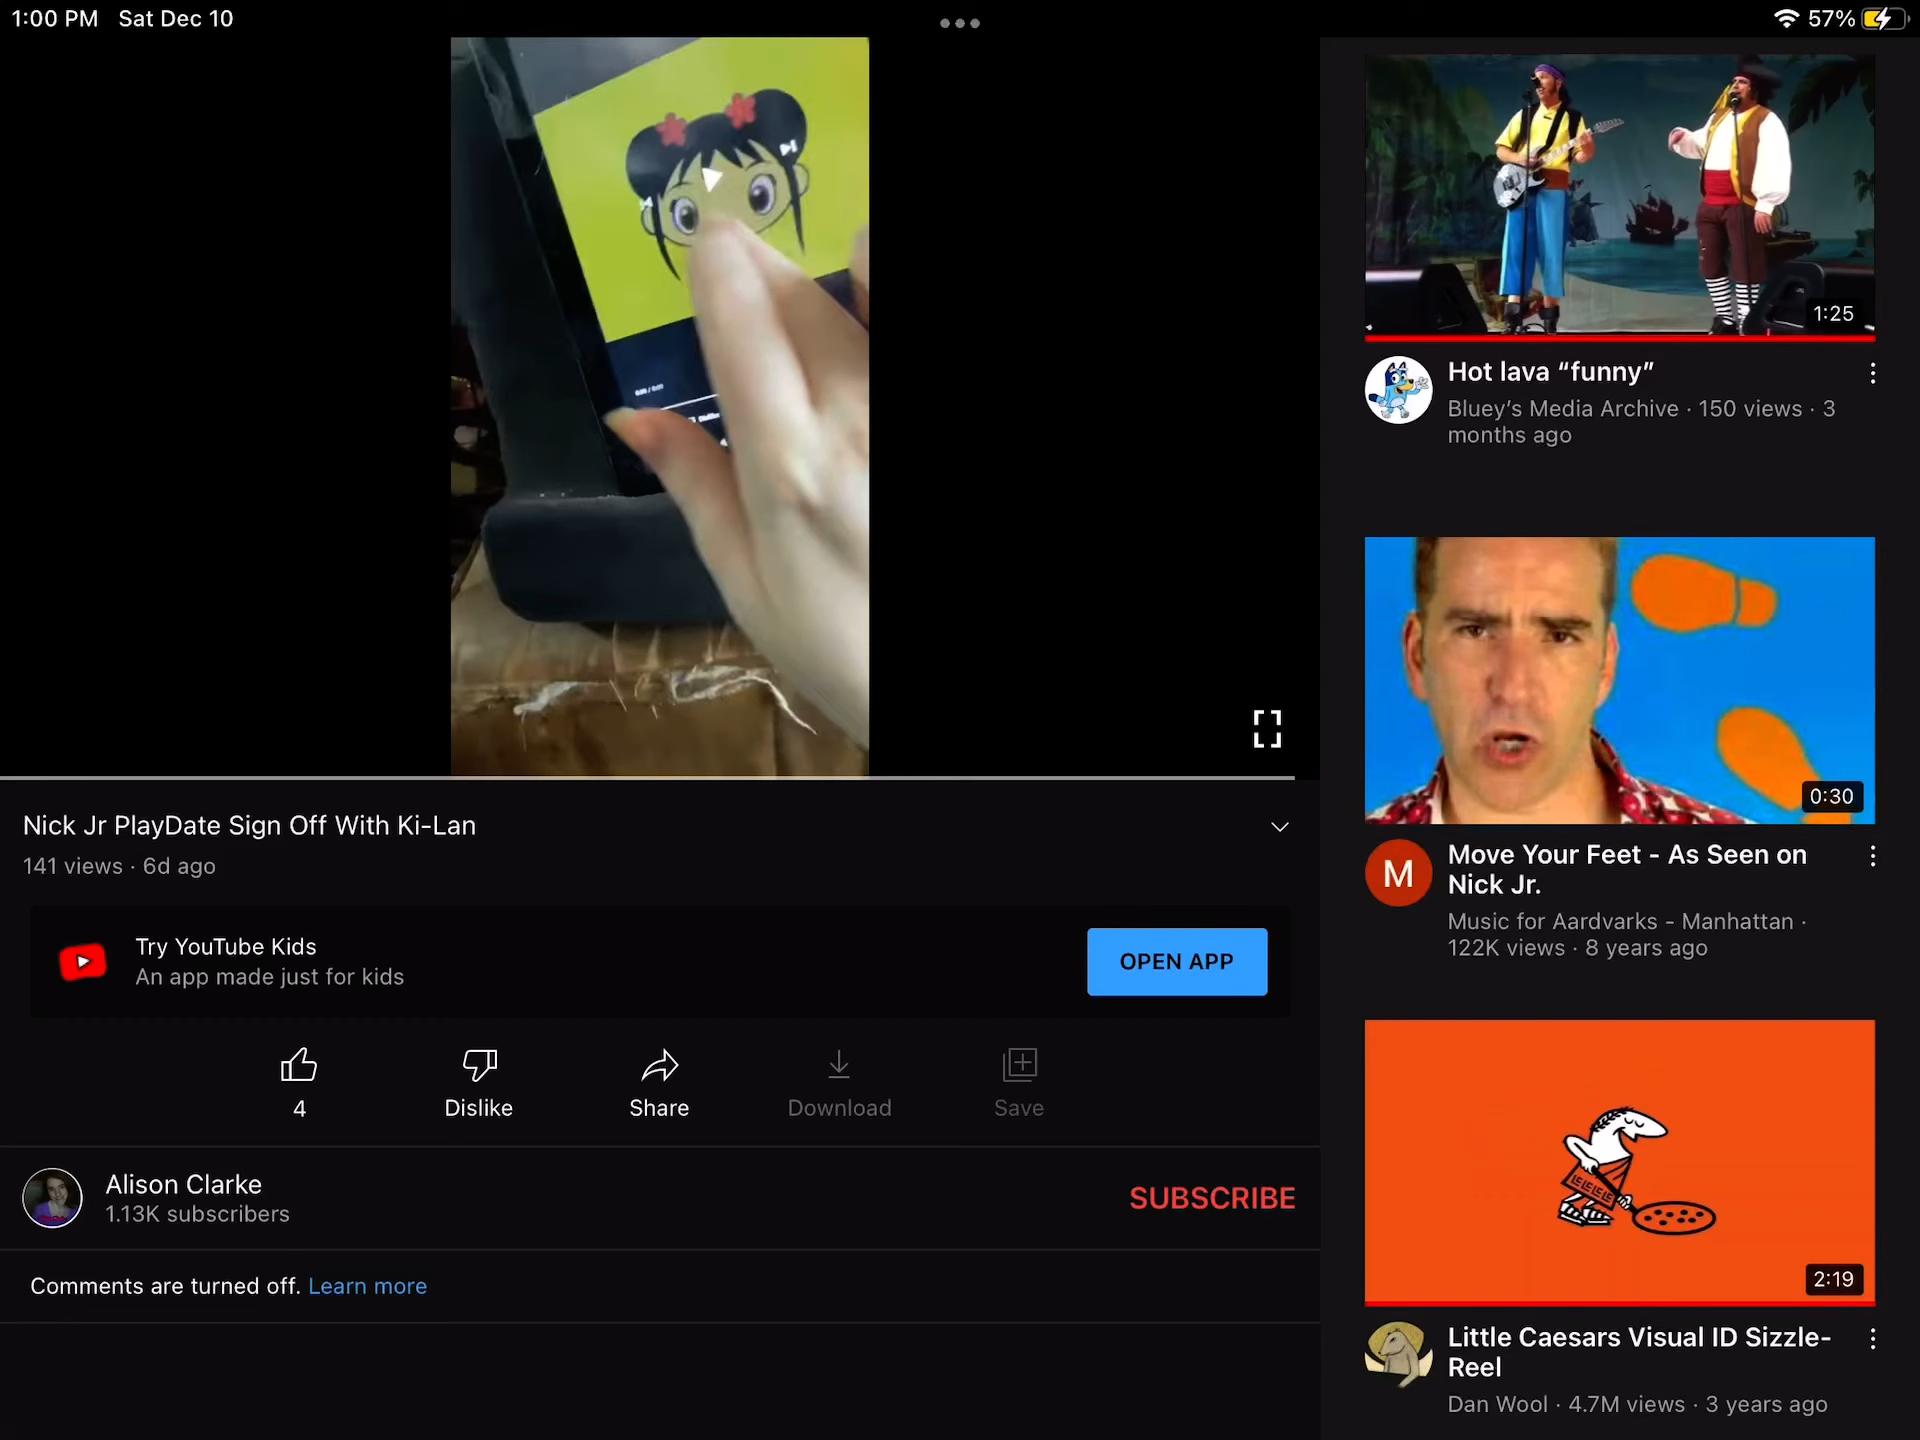 1:00 PM Sat Dec 10
57%
1:25
Hot lava “funny”
Bluey’s Media Archive · 150 views · 3
months ago
0:30
Nick Jr PlayDate Sign Off With Ki-Lan
141 views · 6d ago
M
Move Your Feet - As Seen on
Nick Jr.
Music for Aardvarks - Manhattan ·
122K views · 8 years ago
Try YouTube Kids
An app made just for kids
OPEN APP
4
Dislike
Share
Download
Save
Alison Clarke
1.13K subscribers
SUBSCRIBE
Comments are turned off. Learn more
2:19
Little Caesars Visual ID Sizzle-
Reel
Dan Wool · 4.7M views · 3 years ago